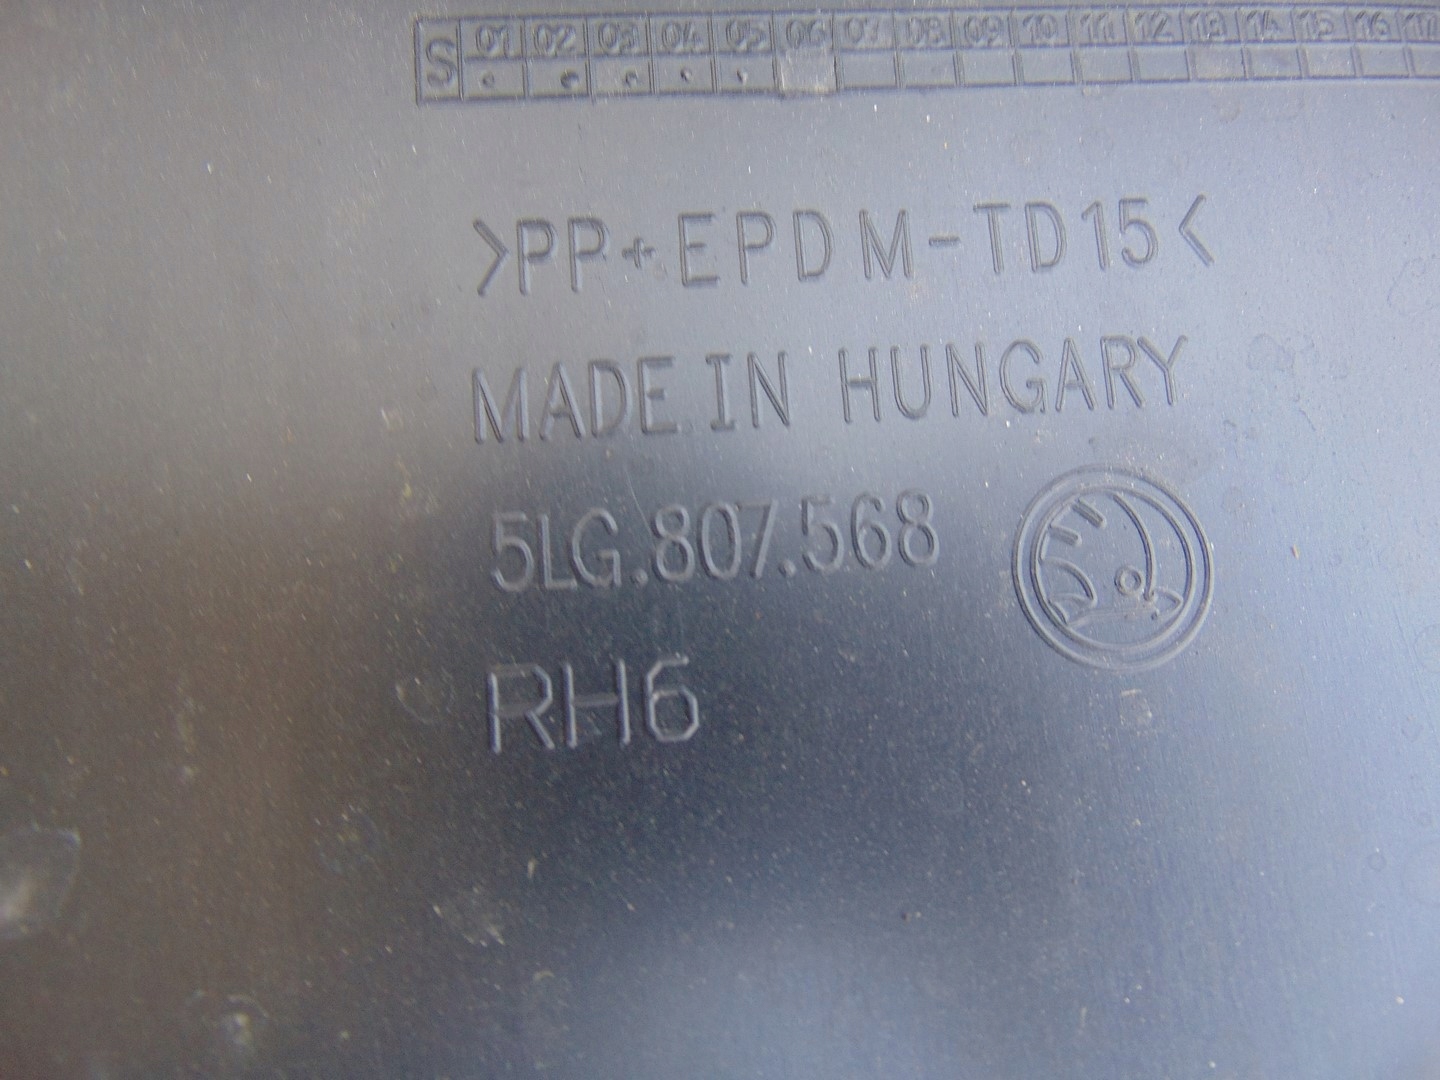 S 01 02 03 04 05 06 07 08 09 10 11 12 13 14 15 16 17
>PP+EPDM-TD15<
MADE IN HUNGARY
5LG.807.568
RH6